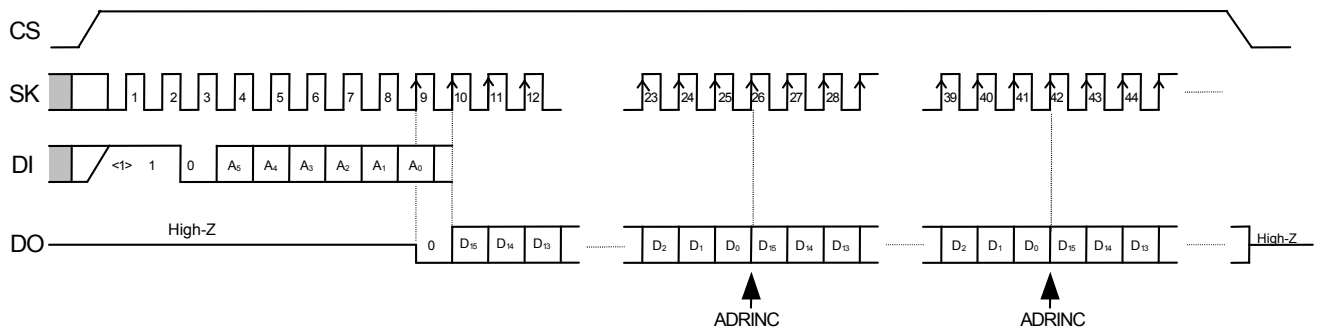 CS
SK 1 2 3 4 5 6 7 8 9 10 11 12 23 24 25 26 27 28 39 40 41 42 43 44
DI <1> 1 0 A₅ A₄ A₃ A₂ A₁ A₀
DO High-Z 0 D₁₅ D₁₄ D₁₃ D₂ D₁ D₀ D₁₅ D₁₄ D₁₃ D₂ D₁ D₀ D₁₅ D₁₄ D₁₃ High-Z
ADRINC ADRINC